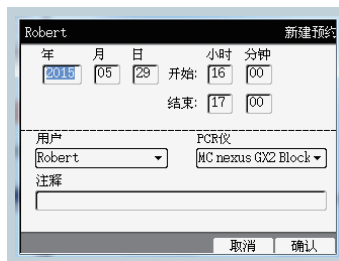 Robert 新建预约
年 月 日 小时 分钟
2015 05 29 开始: 16 00
结束: 17 00
用户 PCR仪
Robert MC nexus GX2 Block
注释
取消 确认